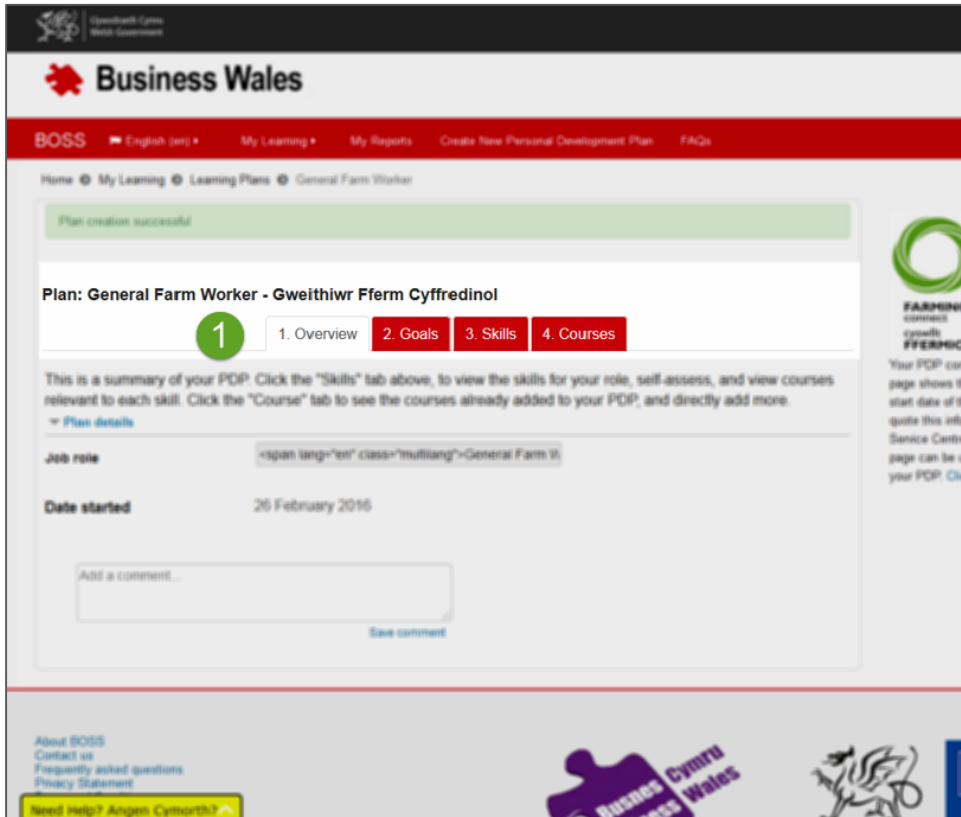 Llywodraeth Cymru
Welsh Government
Business Wales
BOSS English (en) My Learning My Reports Create New Personal Development Plan FAQs
Home My Learning Learning Plans General Farm Worker
Plan creation successful
Plan: General Farm Worker - Gweithiwr Fferm Cyffredinol
1
1. Overview 2. Goals 3. Skills 4. Courses
This is a summary of your PDP. Click the "Skills" tab above, to view the skills for your role, self-assess, and view courses
relevant to each skill. Click the "Course" tab to see the courses already added to your PDP, and directly add more.
Plan details
Job role <span lang="en" class="multilang">General Farm W
Date started 26 February 2016
Add a comment...
Save comment
FARMING
connect
cyswllt
FFERMIO
Your PDP
page shows
start date of
quote this
Service
page can be
your PDP.
About BOSS
Contact us
Frequently asked questions
Privacy Statement
Need Help? Angen Cymorth?
Busnes Cymru
Business Wales